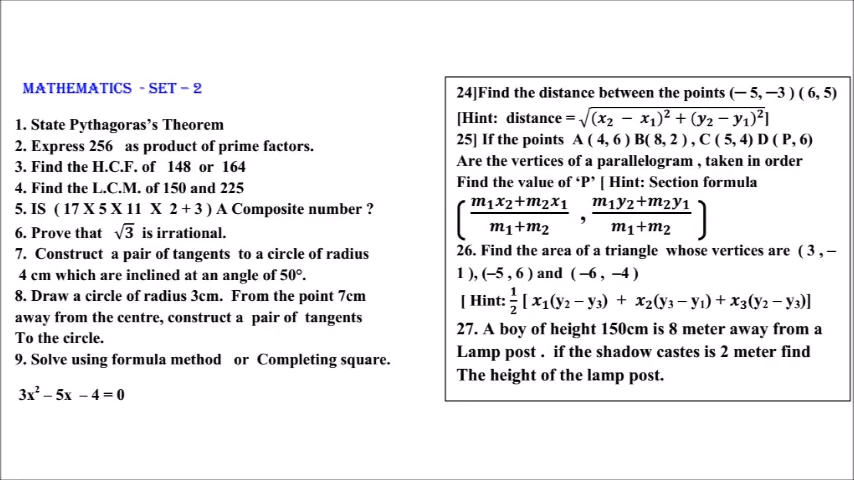 MATHEMATICS - SET – 2
1. State Pythagoras's Theorem
2. Express 256 as product of prime factors.
3. Find the H.C.F. of 148 or 164
4. Find the L.C.M. of 150 and 225
5. IS ( 17 X 5 X 11 X 2 + 3 ) A Composite number ?
6. Prove that √3 is irrational.
7. Construct a pair of tangents to a circle of radius
4 cm which are inclined at an angle of 50°.
8. Draw a circle of radius 3cm. From the point 7cm
away from the centre, construct a pair of tangents
To the circle.
9. Solve using formula method or Completing square.
3x² – 5x – 4 = 0
24]Find the distance between the points (– 5, –3 ) ( 6, 5)
[Hint: distance = √(x₂ − x₁)² + (y₂ − y₁)²]
25] If the points A ( 4, 6 ) B( 8, 2 ) , C ( 5, 4) D ( P, 6)
Are the vertices of a parallelogram , taken in order
Find the value of ‘P’ [ Hint: Section formula
( m₁x₂+m₂x₁ / m₁+m₂ , m₁y₂+m₂y₁ / m₁+m₂ )
26. Find the area of a triangle whose vertices are ( 3 , –
1 ), (–5 , 6 ) and ( –6 , –4 )
[ Hint: 1/2 [ x₁(y₂ – y₃) + x₂(y₃ – y₁) + x₃(y₂ – y₃)]
27. A boy of height 150cm is 8 meter away from a
Lamp post . if the shadow castes is 2 meter find
The height of the lamp post.